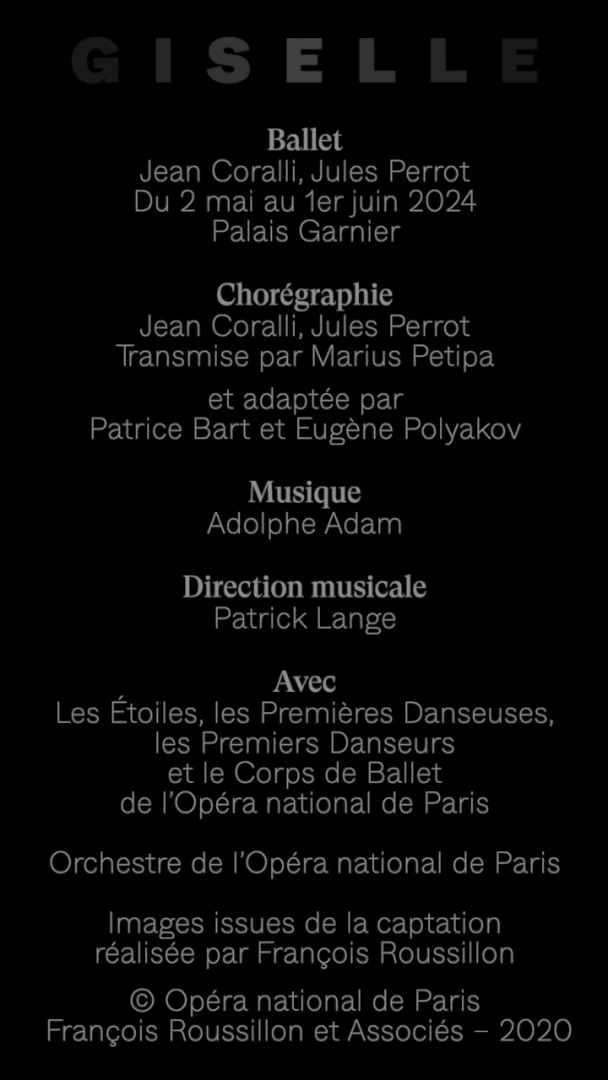 GISELLE
Ballet
Jean Coralli, Jules Perrot
Du 2 mai au 1er juin 2024
Palais Garnier
Chorégraphie
Jean Coralli, Jules Perrot
Transmise par Marius Petipa
et adaptée par
Patrice Bart et Eugène Polyakov
Musique
Adolphe Adam
Direction musicale
Patrick Lange
Avec
Les Étoiles, les Premières Danseuses,
les Premiers Danseurs
et le Corps de Ballet
de l’Opéra national de Paris
Orchestre de l’Opéra national de Paris
Images issues de la captation
réalisée par François Roussillon
© Opéra national de Paris
François Roussillon et Associés – 2020